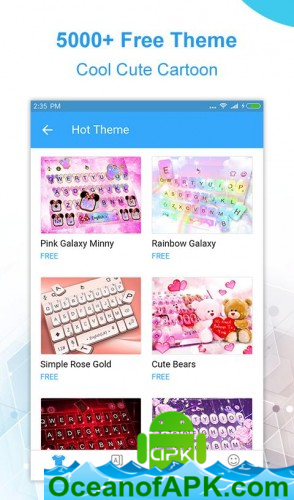 5000+ Free Theme
Cool Cute Cartoon
2:35 PM
Hot Theme
Pink Galaxy Minny
FREE
Rainbow Galaxy
FREE
Simple Rose Gold
FREE
Cute Bears
FREE
apk
OceanofAPK.com